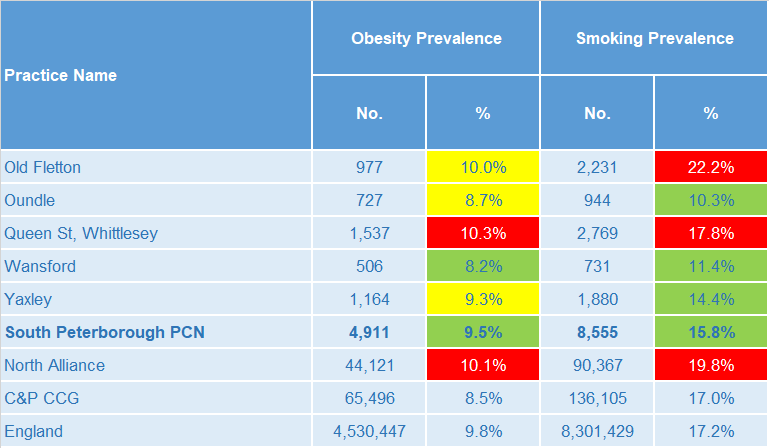 Practice Name Obesity Prevalence Smoking Prevalence
No. % No. %
Old Fletton 977 10.0% 2,231 22.2%
Oundle 727 8.7% 944 10.3%
Queen St, Whittlesey 1,537 10.3% 2,769 17.8%
Wansford 506 8.2% 731 11.4%
Yaxley 1,164 9.3% 1,880 14.4%
South Peterborough PCN 4,911 9.5% 8,555 15.8%
North Alliance 44,121 10.1% 90,367 19.8%
C&P CCG 65,496 8.5% 136,105 17.0%
England 4,530,447 9.8% 8,301,429 17.2%